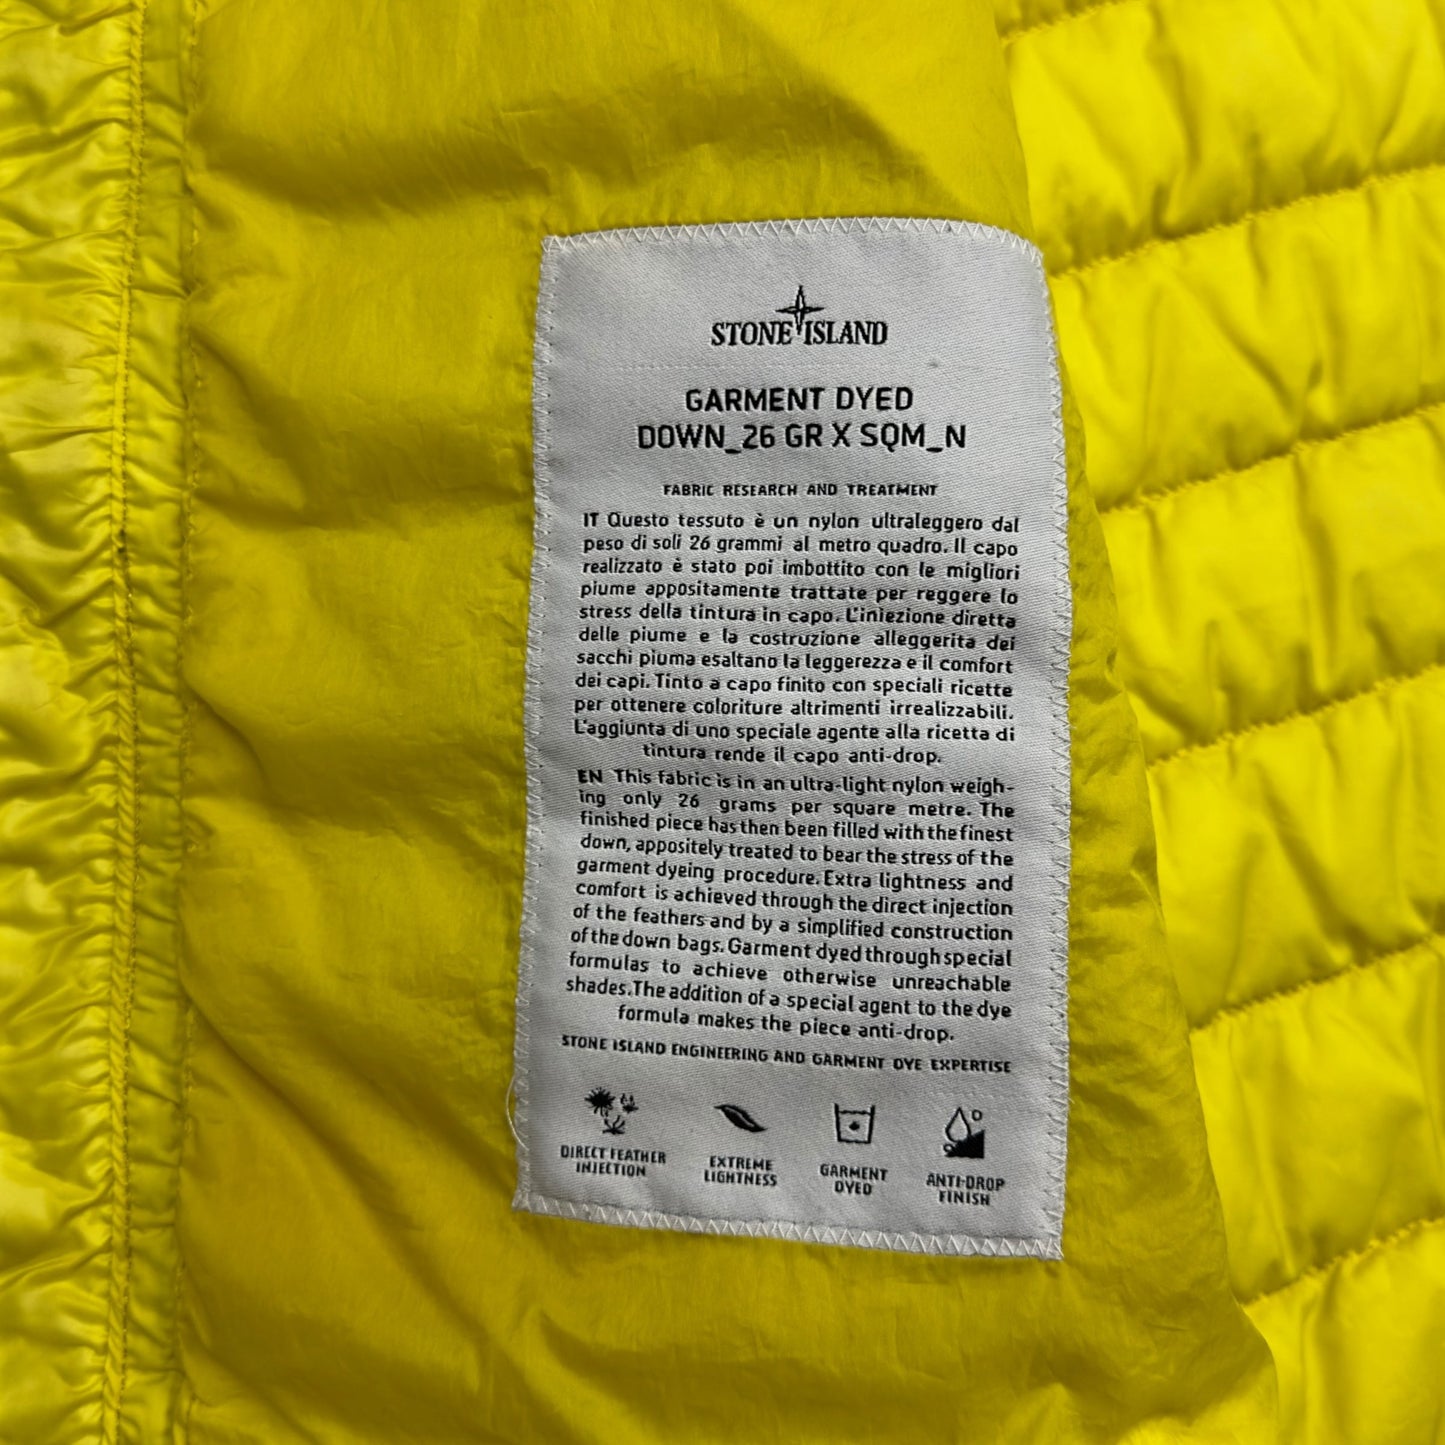 STONE ISLAND
GARMENT DYED
DOWN_26 GR X SQM_N
FABRIC RESEARCH AND TREATMENT
IT Questo tessuto è un nylon ultraleggero dal
peso di soli 26 grammi al metro quadro. Il capo
realizzato è stato poi imbottito con le migliori
piume appositamente trattate per reggere lo
stress della tintura in capo. L'iniezione diretta
delle piume e la costruzione alleggerita dei
sacchi piuma esaltano la leggerezza e il comfort
dei capi. Tinto a capo finito con speciali ricette
per ottenere coloriture altrimenti irrealizzabili.
L'aggiunta di uno speciale agente alla ricetta di
tintura rende il capo anti-drop.
EN This fabric is in an ultra-light nylon weigh-
ing only 26 grams per square metre. The
finished piece has then been filled with the finest
down, appositely treated to bear the stress of the
garment dyeing procedure. Extra lightness and
comfort is achieved through the direct injection
of the feathers and by a simplified construction
of the down bags. Garment dyed through special
formulas to achieve otherwise unreachable
shades. The addition of a special agent to the dye
formula makes the piece anti-drop.
STONE ISLAND ENGINEERING AND GARMENT DYE EXPERTISE
DIRECT FEATHER
INJECTION
EXTREME
LIGHTNESS
GARMENT
DYED
ANTI-DROP
FINISH